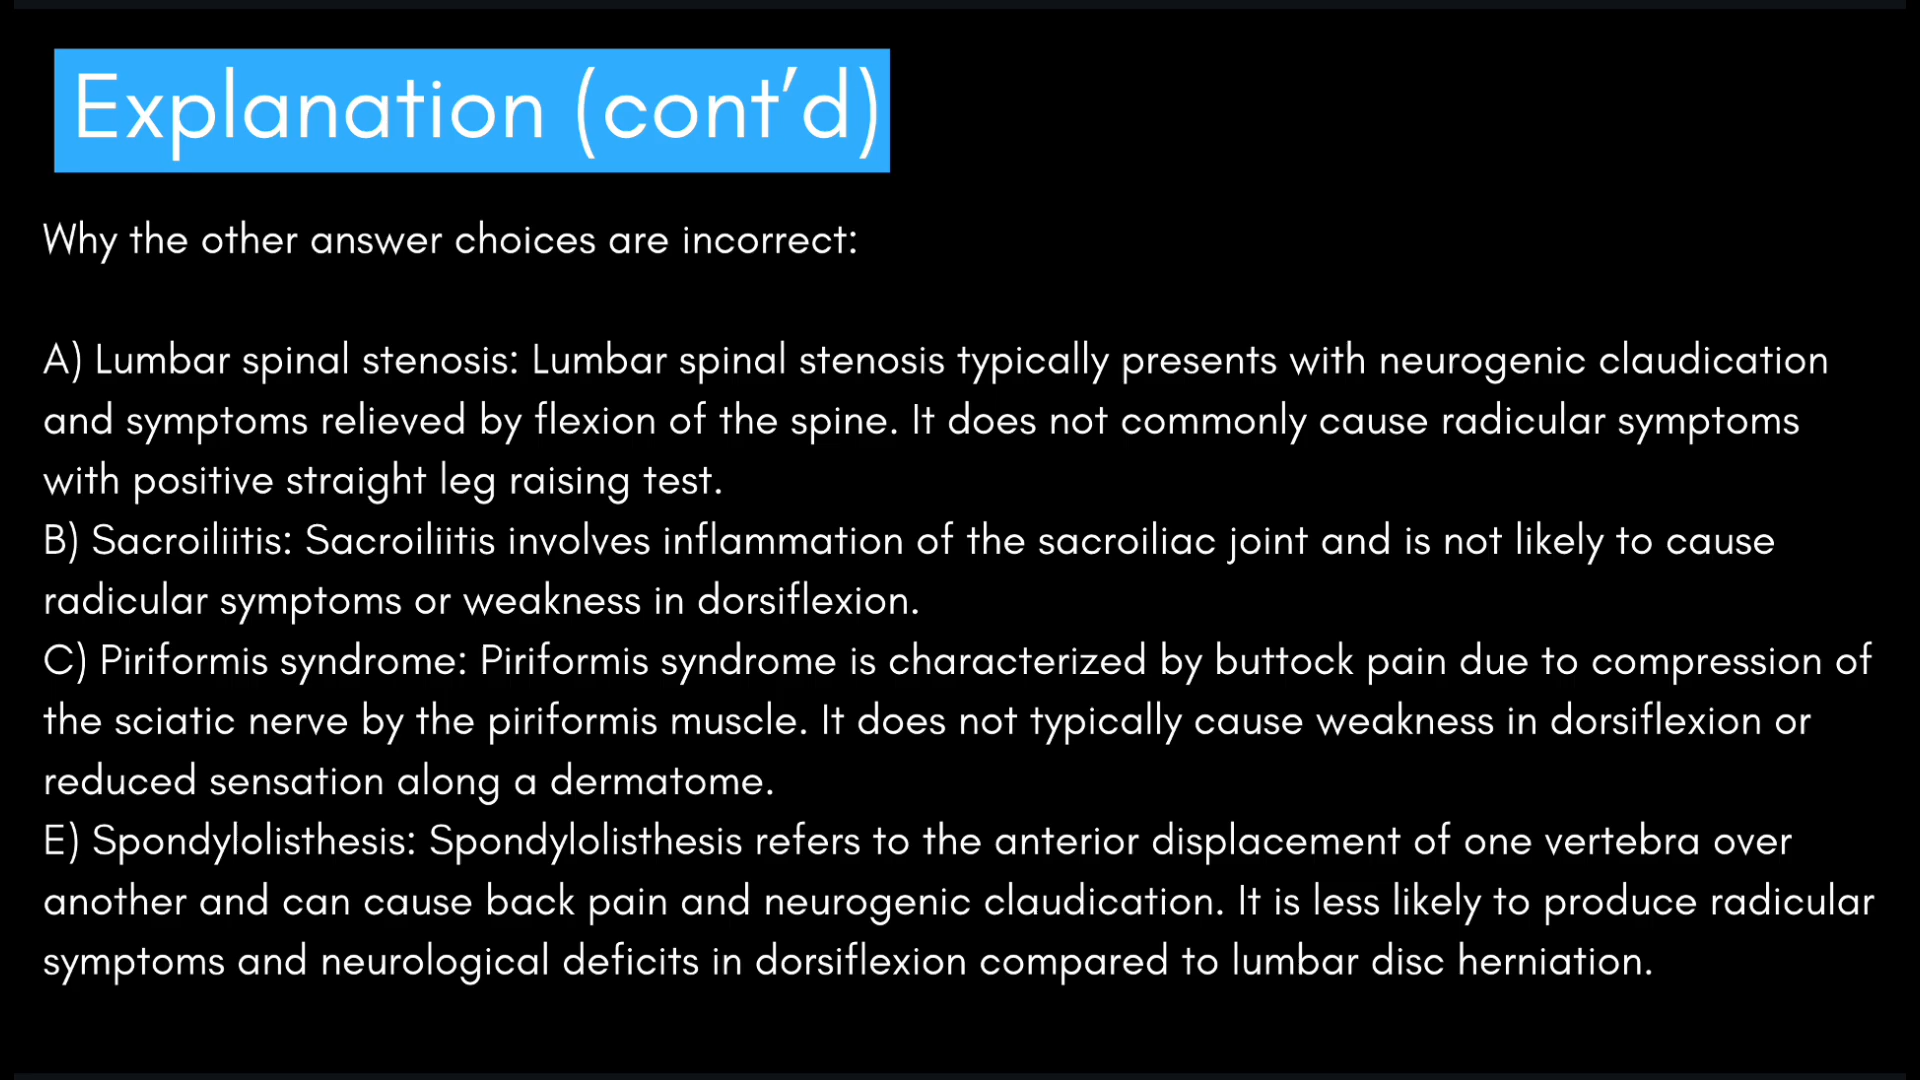 Explanation (cont’d)
Why the other answer choices are incorrect:
A) Lumbar spinal stenosis: Lumbar spinal stenosis typically presents with neurogenic claudication
and symptoms relieved by flexion of the spine. It does not commonly cause radicular symptoms
with positive straight leg raising test.
B) Sacroiliitis: Sacroiliitis involves inflammation of the sacroiliac joint and is not likely to cause
radicular symptoms or weakness in dorsiflexion.
C) Piriformis syndrome: Piriformis syndrome is characterized by buttock pain due to compression of
the sciatic nerve by the piriformis muscle. It does not typically cause weakness in dorsiflexion or
reduced sensation along a dermatome.
E) Spondylolisthesis: Spondylolisthesis refers to the anterior displacement of one vertebra over
another and can cause back pain and neurogenic claudication. It is less likely to produce radicular
symptoms and neurological deficits in dorsiflexion compared to lumbar disc herniation.